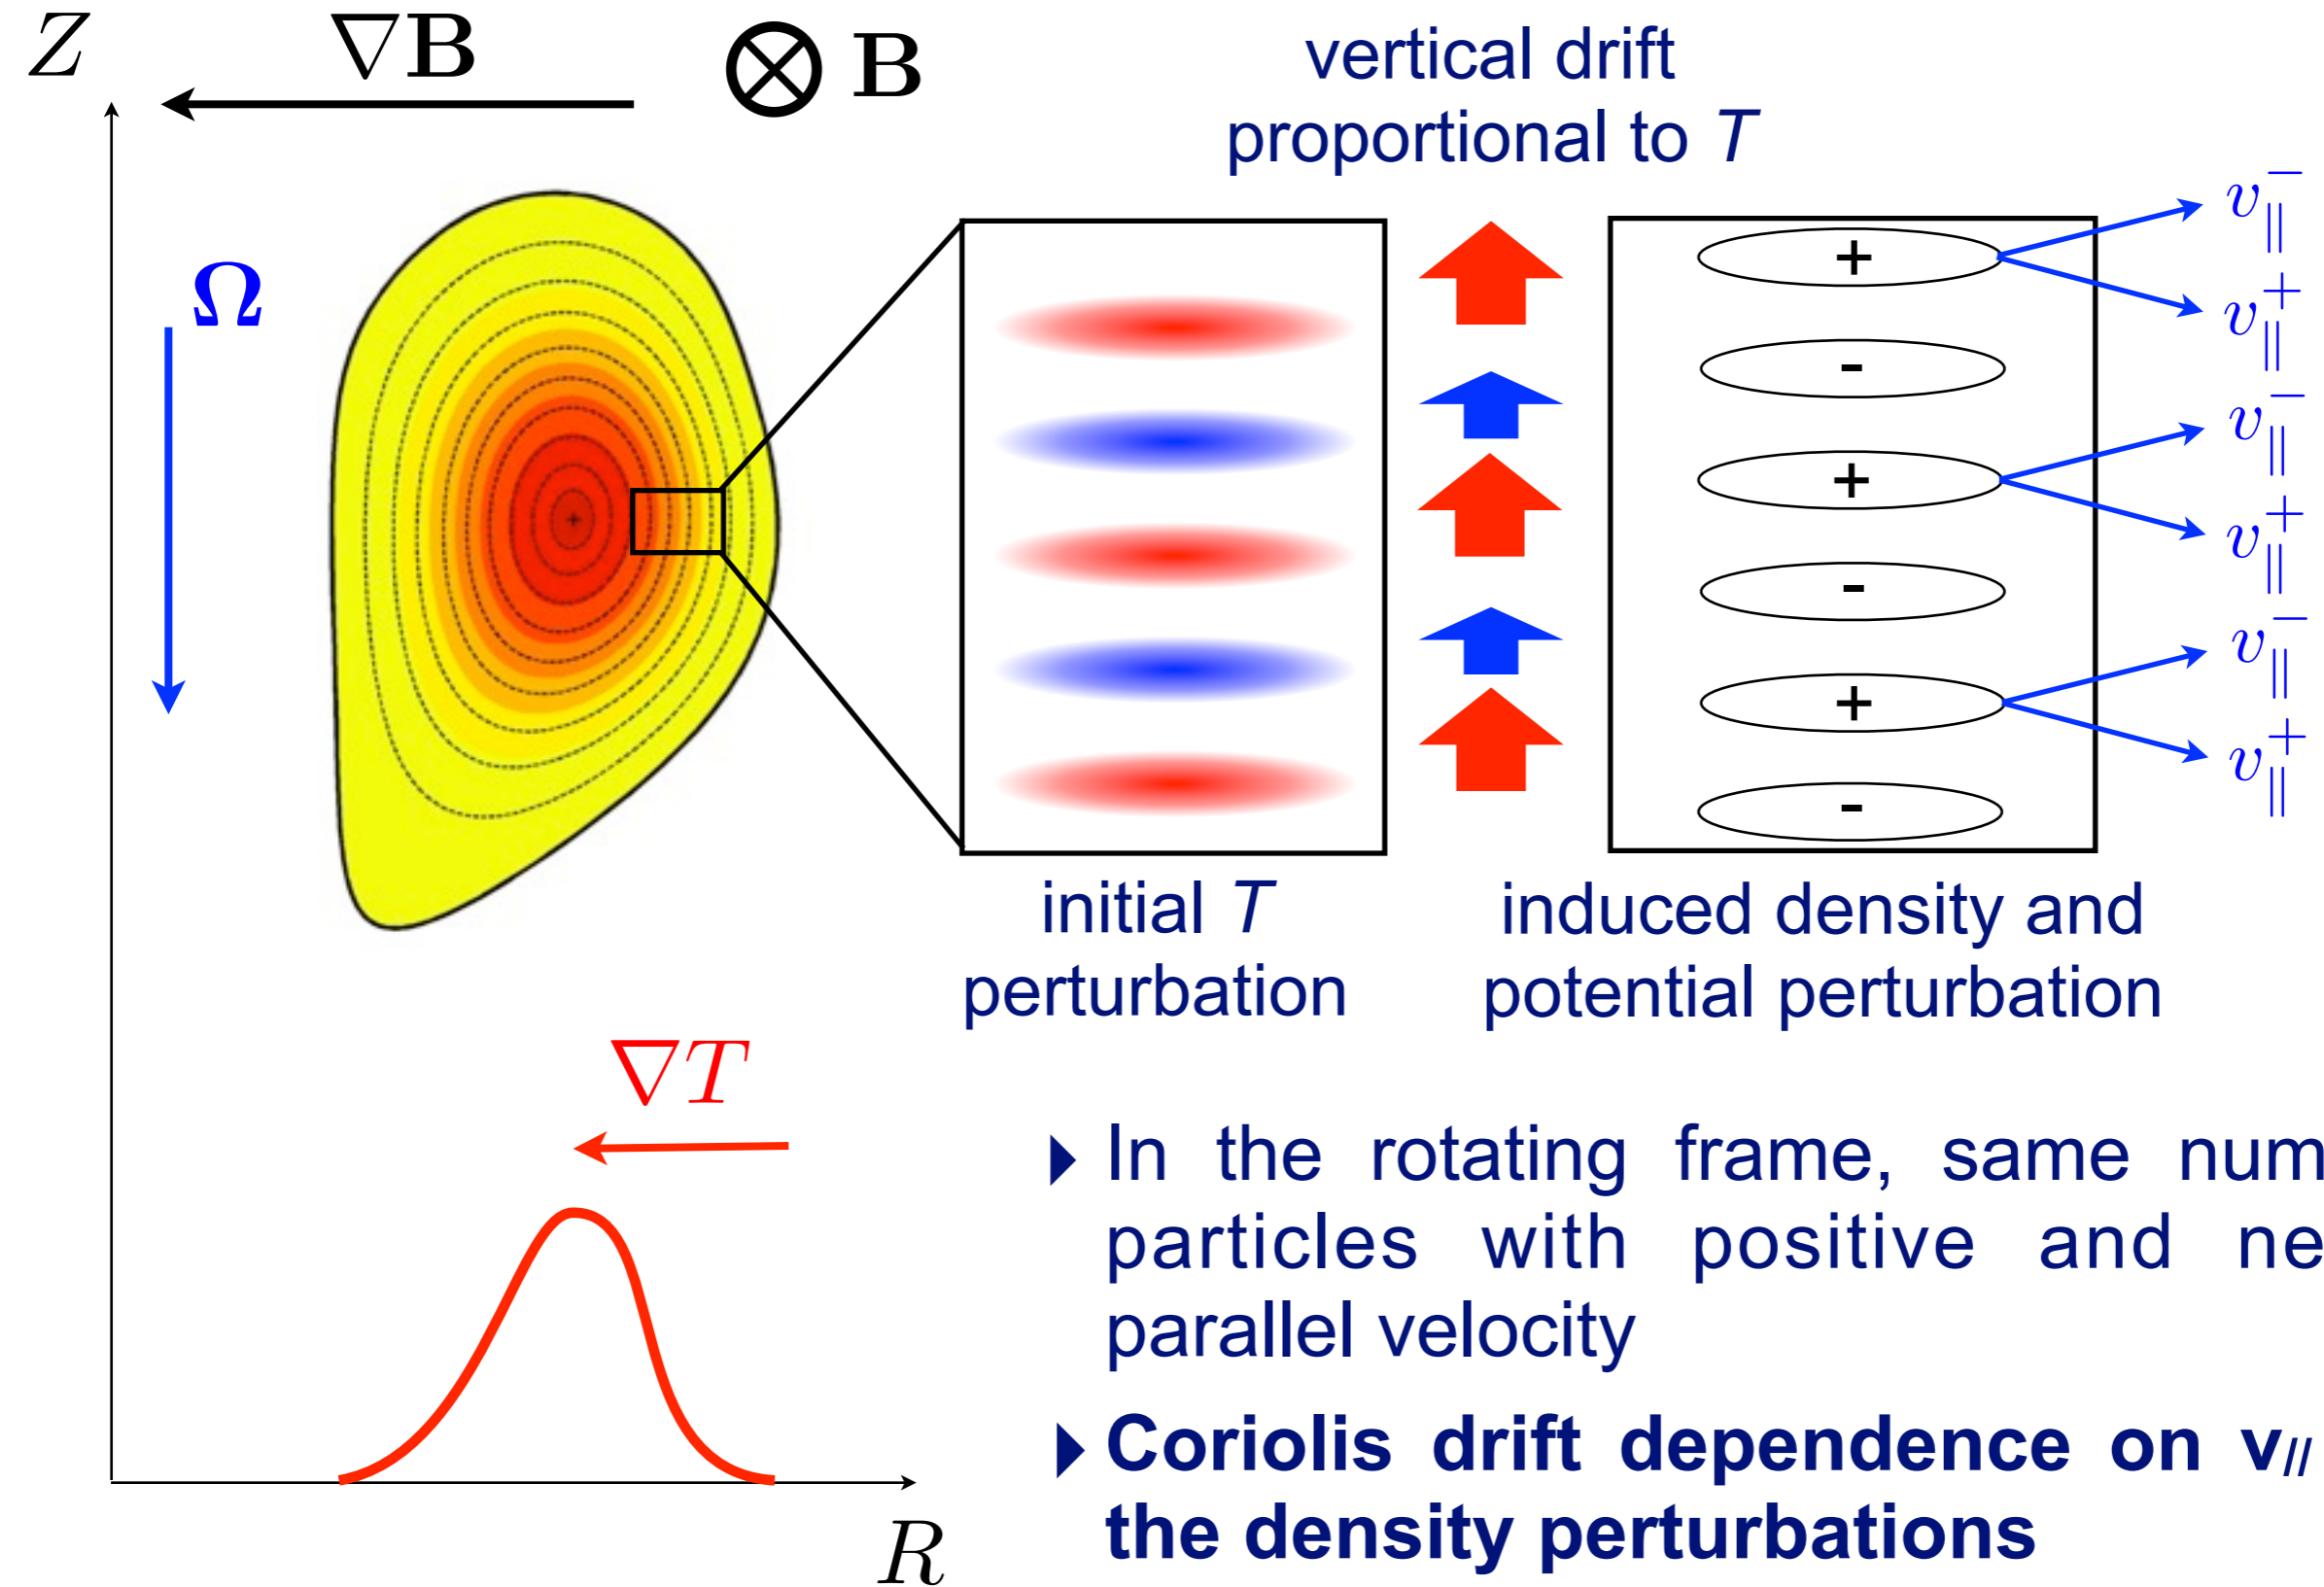 Z
∇B
⊗ B
vertical drift
proportional to T
Ω
+
-
+
-
+
-
v∥⁻
v∥⁺
v∥⁻
v∥⁺
v∥⁻
v∥⁺
initial T
perturbation
induced density and
potential perturbation
∇T
R
In the rotating frame, same num
particles with positive and ne
parallel velocity
Coriolis drift dependence on v//
the density perturbations